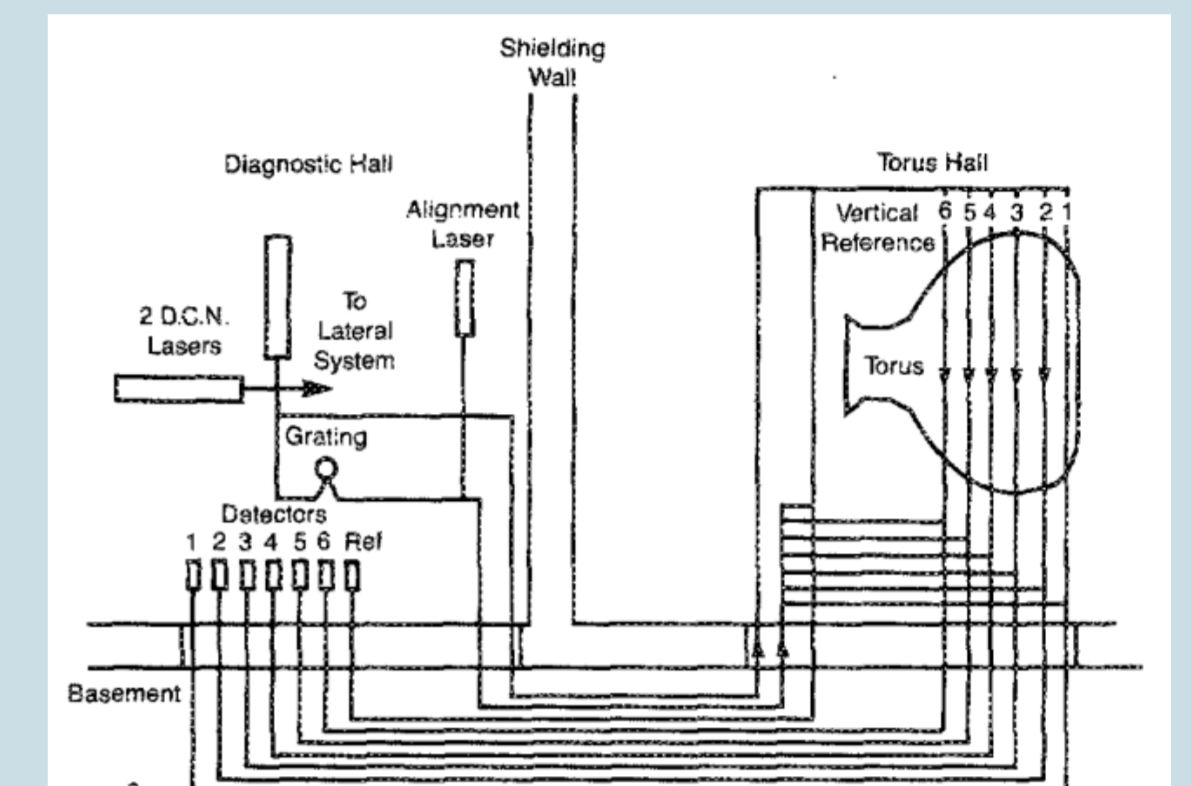 Shielding
Wall
Diagnostic Hall
Torus Hall
Alignment
Laser
Vertical
Reference
6 5 4 3 2 1
2 D.C.N.
Lasers
To
Lateral
System
Torus
Grating
Detectors
1 2 3 4 5 6 Ref
Basement